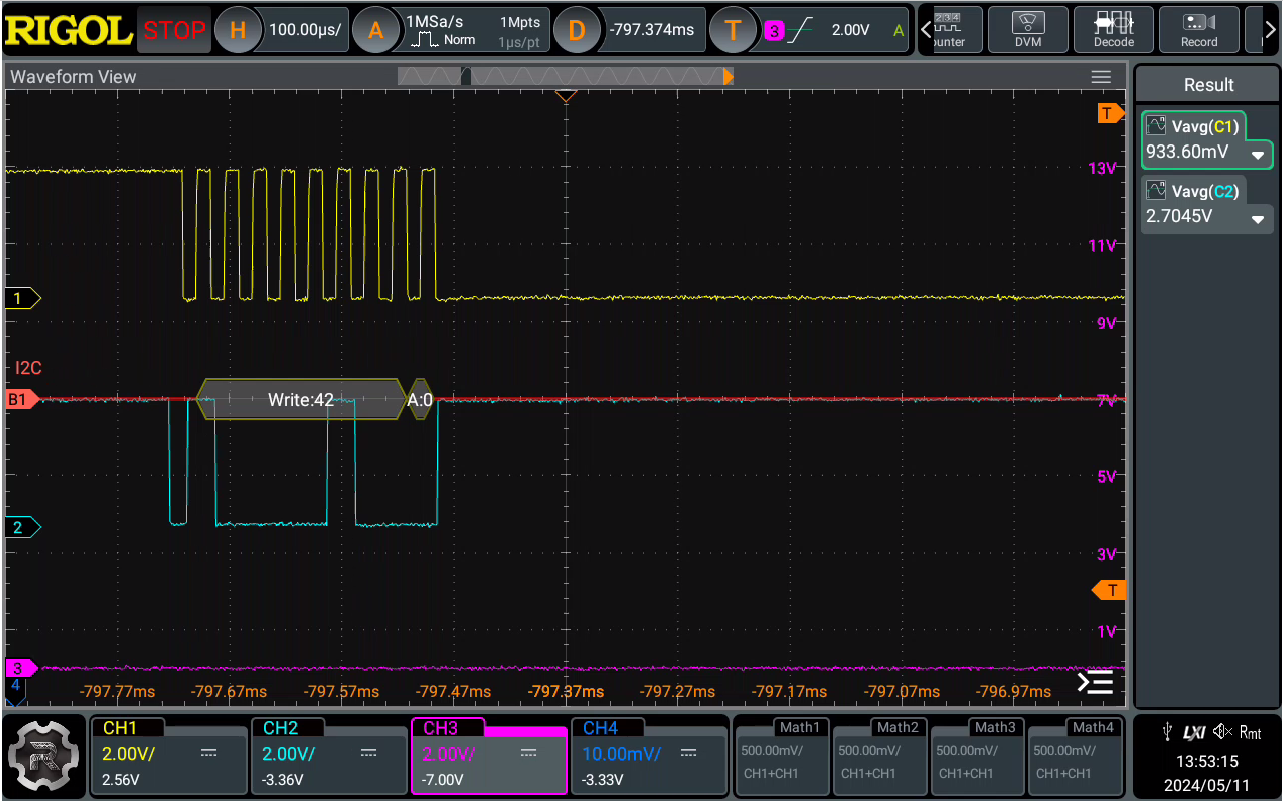 RIGOL STOP H 100.00µs/ A 1MSa/s Norm 1Mpts 1µs/pt D -797.374ms T 3 2.00V A
unter DVM Decode Record
Waveform View
Result
T
Vavg(C1)
933.60mV
Vavg(C2)
2.7045V
13V
11V
1
9V
I2C
B1 Write:42 A:0 7V
5V
2
3V
T
1V
3
4
-797.77ms -797.67ms -797.57ms -797.47ms -797.37ms -797.27ms -797.17ms -797.07ms -796.97ms
R
CH1 CH2 CH3 CH4 Math1 Math2 Math3 Math4
2.00V/ 2.00V/ 2.00V/ 10.00mV/ 500.00mV/ 500.00mV/ 500.00mV/ 500.00mV/
2.56V -3.36V -7.00V -3.33V CH1+CH1 CH1+CH1 CH1+CH1 CH1+CH1
LXI Rmt
13:53:15
2024/05/11